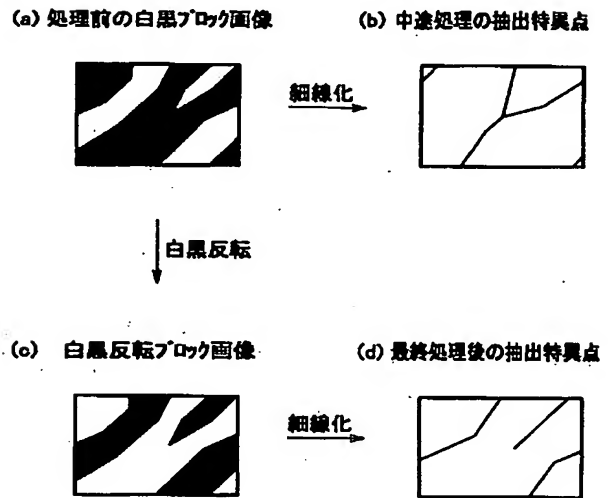 (a) 処理前の白黒ブロック画像
(b) 中途処理の抽出特異点
細線化
白黒反転
(c) 白黒反転ブロック画像
(d) 最終処理後の抽出特異点
細線化